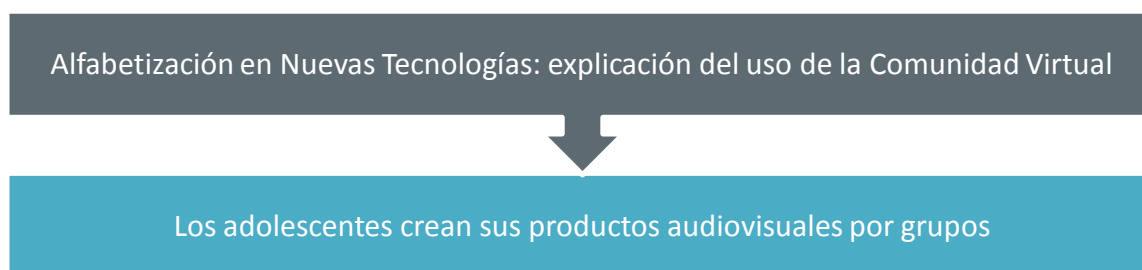 Alfabetización en Nuevas Tecnologías: explicación del uso de la Comunidad Virtual
Los adolescentes crean sus productos audiovisuales por grupos